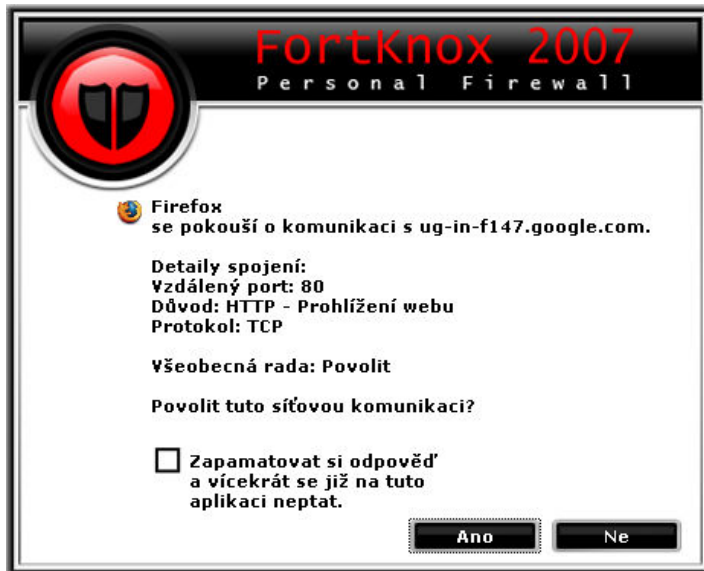 FortKnox 2007
Personal Firewall
Firefox
se pokouší o komunikaci s ug-in-f147.google.com.
Detaily spojení:
Vzdálený port: 80
Důvod: HTTP - Prohlížení webu
Protokol: TCP
Všeobecná rada: Povolit
Povolit tuto síťovou komunikaci?
Zapamatovat si odpověď
a vícekrát se již na tuto
aplikaci neptat.
Ano
Ne